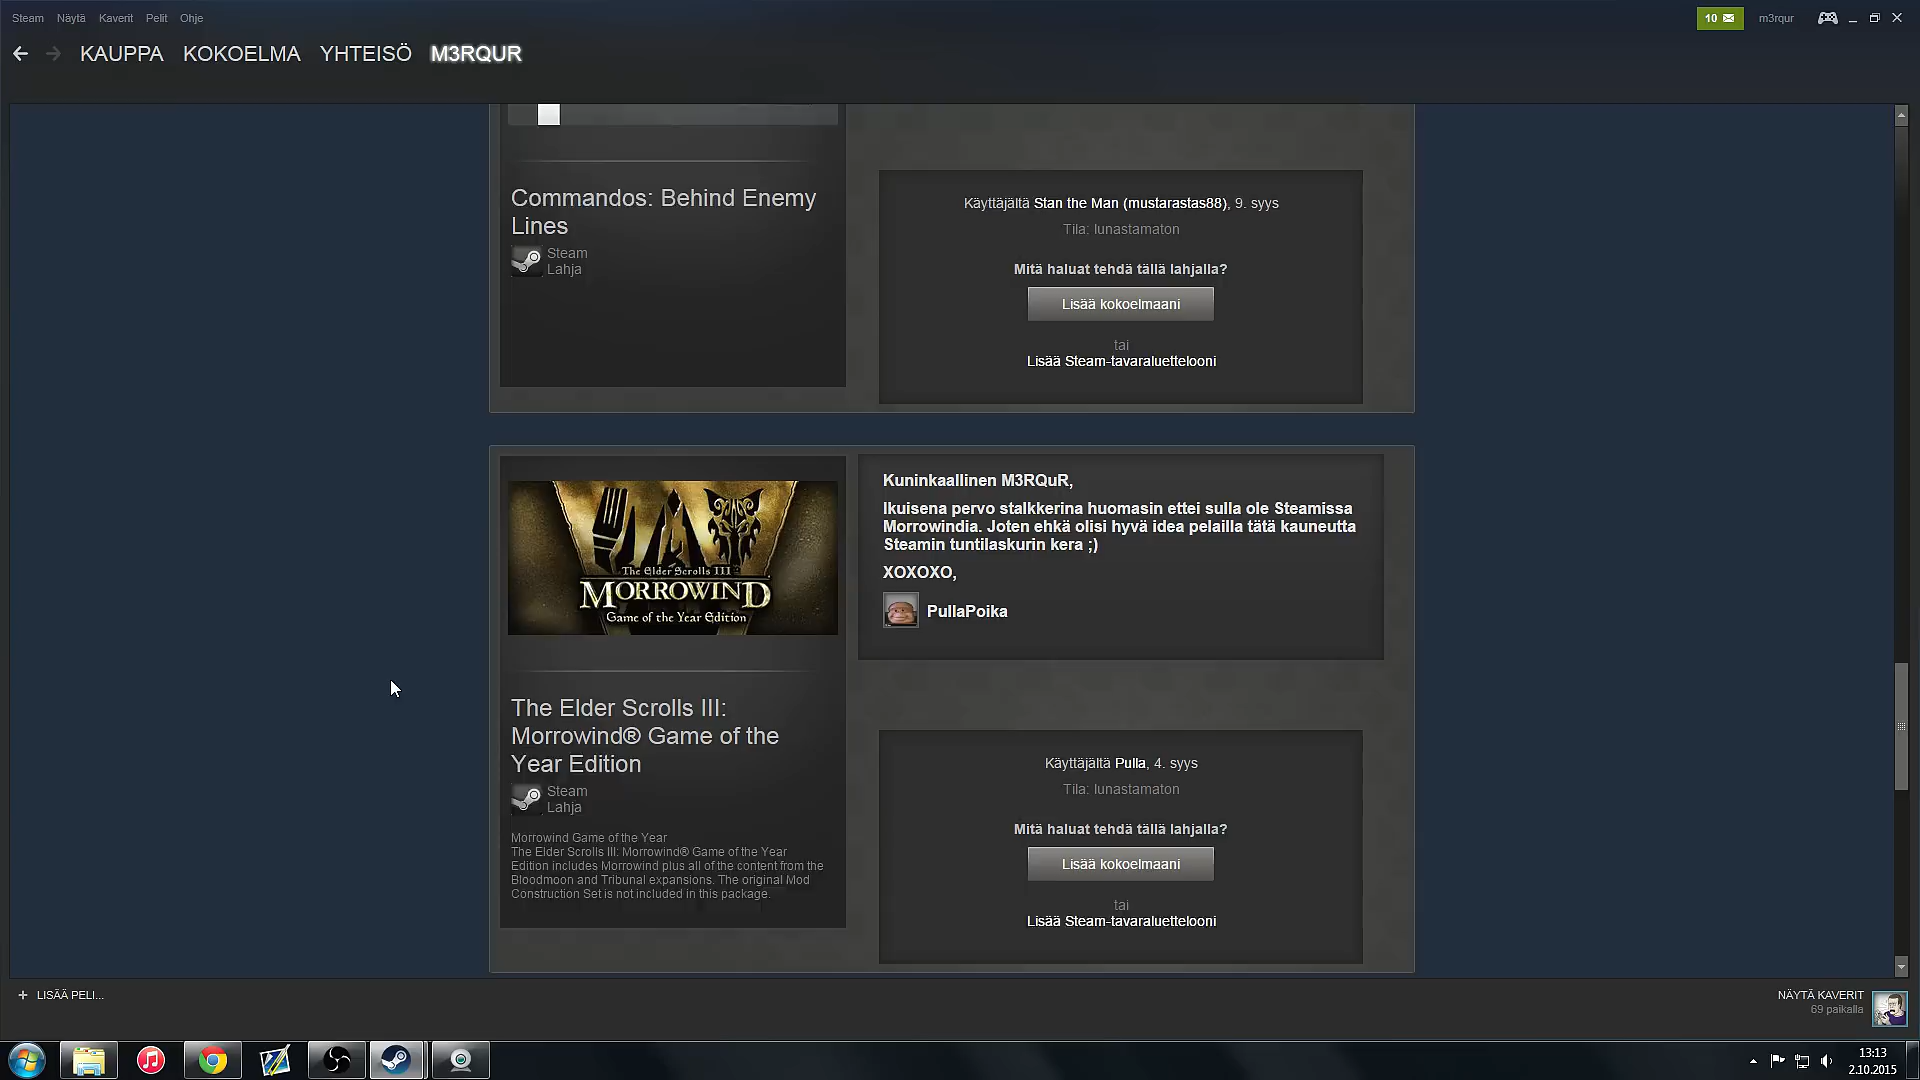 Steam Näytä Kaverit Pelit Ohje
10
m3rqur
KAUPPA KOKOELMA YHTEISÖ M3RQUR
Commandos: Behind Enemy
Lines
Steam
Lahja
Käyttäjältä Stan the Man (mustarastas88), 9. syys
Tila: lunastamaton
Mitä haluat tehdä tällä lahjalla?
Lisää kokoelmaani
tai
Lisää Steam-tavaraluettelooni
The Elder Scrolls III
MORROWIND
Game of the Year Edition
Kuninkaallinen M3RQuR,
Ikuisena pervo stalkkerina huomasin ettei sulla ole Steamissa
Morrowindia. Joten ehkä olisi hyvä idea pelailla tätä kauneutta
Steamin tuntilaskurin kera ;)
XOXOXO,
PullaPoika
The Elder Scrolls III:
Morrowind® Game of the
Year Edition
Steam
Lahja
Morrowind Game of the Year
The Elder Scrolls III: Morrowind® Game of the Year
Edition includes Morrowind plus all of the content from the
Bloodmoon and Tribunal expansions. The original Mod
Construction Set is not included in this package.
Käyttäjältä Pulla, 4. syys
Tila: lunastamaton
Mitä haluat tehdä tällä lahjalla?
Lisää kokoelmaani
tai
Lisää Steam-tavaraluettelooni
LISÄÄ PELI...
NÄYTÄ KAVERIT
69 paikalla
13:13
2.10.2015